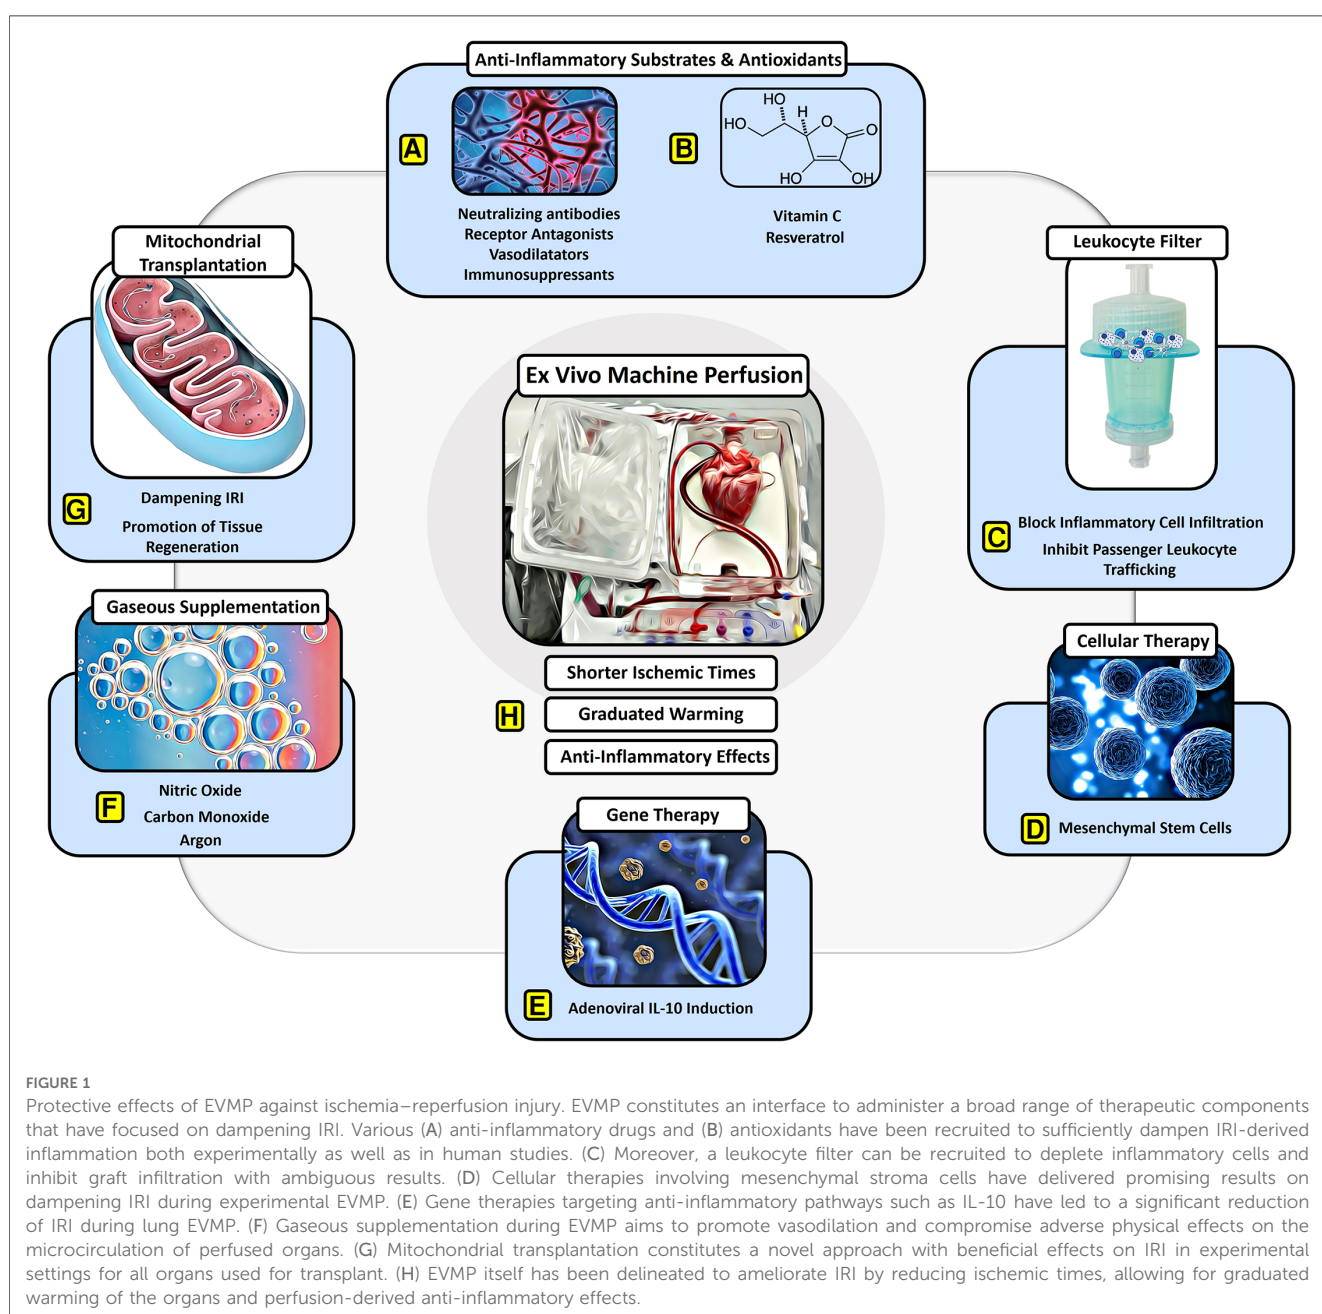 Anti-Inflammatory Substrates & Antioxidants
A
B
HO
H
HO
O
O
HO
OH
Neutralizing antibodies
Receptor Antagonists
Vasodilatators
Immunosuppressants
Vitamin C
Resveratrol
Mitochondrial
Transplantation
G
Dampening IRI
Promotion of Tissue
Regeneration
Leukocyte Filter
C
Block Inflammatory Cell Infiltration
Inhibit Passenger Leukocyte
Trafficking
Ex Vivo Machine Perfusion
H
Shorter Ischemic Times
Graduated Warming
Anti-Inflammatory Effects
Gaseous Supplementation
F
Nitric Oxide
Carbon Monoxide
Argon
Cellular Therapy
D
Mesenchymal Stem Cells
Gene Therapy
E
Adenoviral IL-10 Induction
FIGURE 1
Protective effects of EVMP against ischemia–reperfusion injury. EVMP constitutes an interface to administer a broad range of therapeutic components
that have focused on dampening IRI. Various (A) anti-inflammatory drugs and (B) antioxidants have been recruited to sufficiently dampen IRI-derived
inflammation both experimentally as well as in human studies. (C) Moreover, a leukocyte filter can be recruited to deplete inflammatory cells and
inhibit graft infiltration with ambiguous results. (D) Cellular therapies involving mesenchymal stroma cells have delivered promising results on
dampening IRI during experimental EVMP. (E) Gene therapies targeting anti-inflammatory pathways such as IL-10 have led to a significant reduction
of IRI during lung EVMP. (F) Gaseous supplementation during EVMP aims to promote vasodilation and compromise adverse physical effects on the
microcirculation of perfused organs. (G) Mitochondrial transplantation constitutes a novel approach with beneficial effects on IRI in experimental
settings for all organs used for transplant. (H) EVMP itself has been delineated to ameliorate IRI by reducing ischemic times, allowing for graduated
warming of the organs and perfusion-derived anti-inflammatory effects.